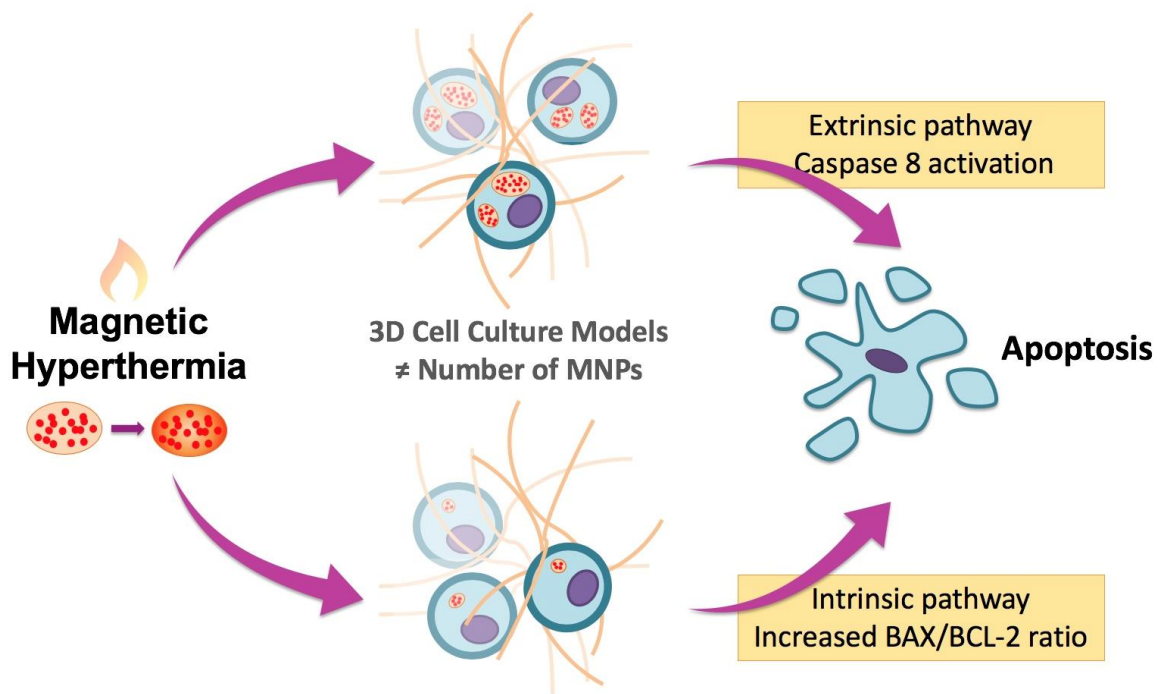 Extrinsic pathway
Caspase 8 activation
Magnetic
Hyperthermia
3D Cell Culture Models
≠ Number of MNPs
Apoptosis
Intrinsic pathway
Increased BAX/BCL-2 ratio